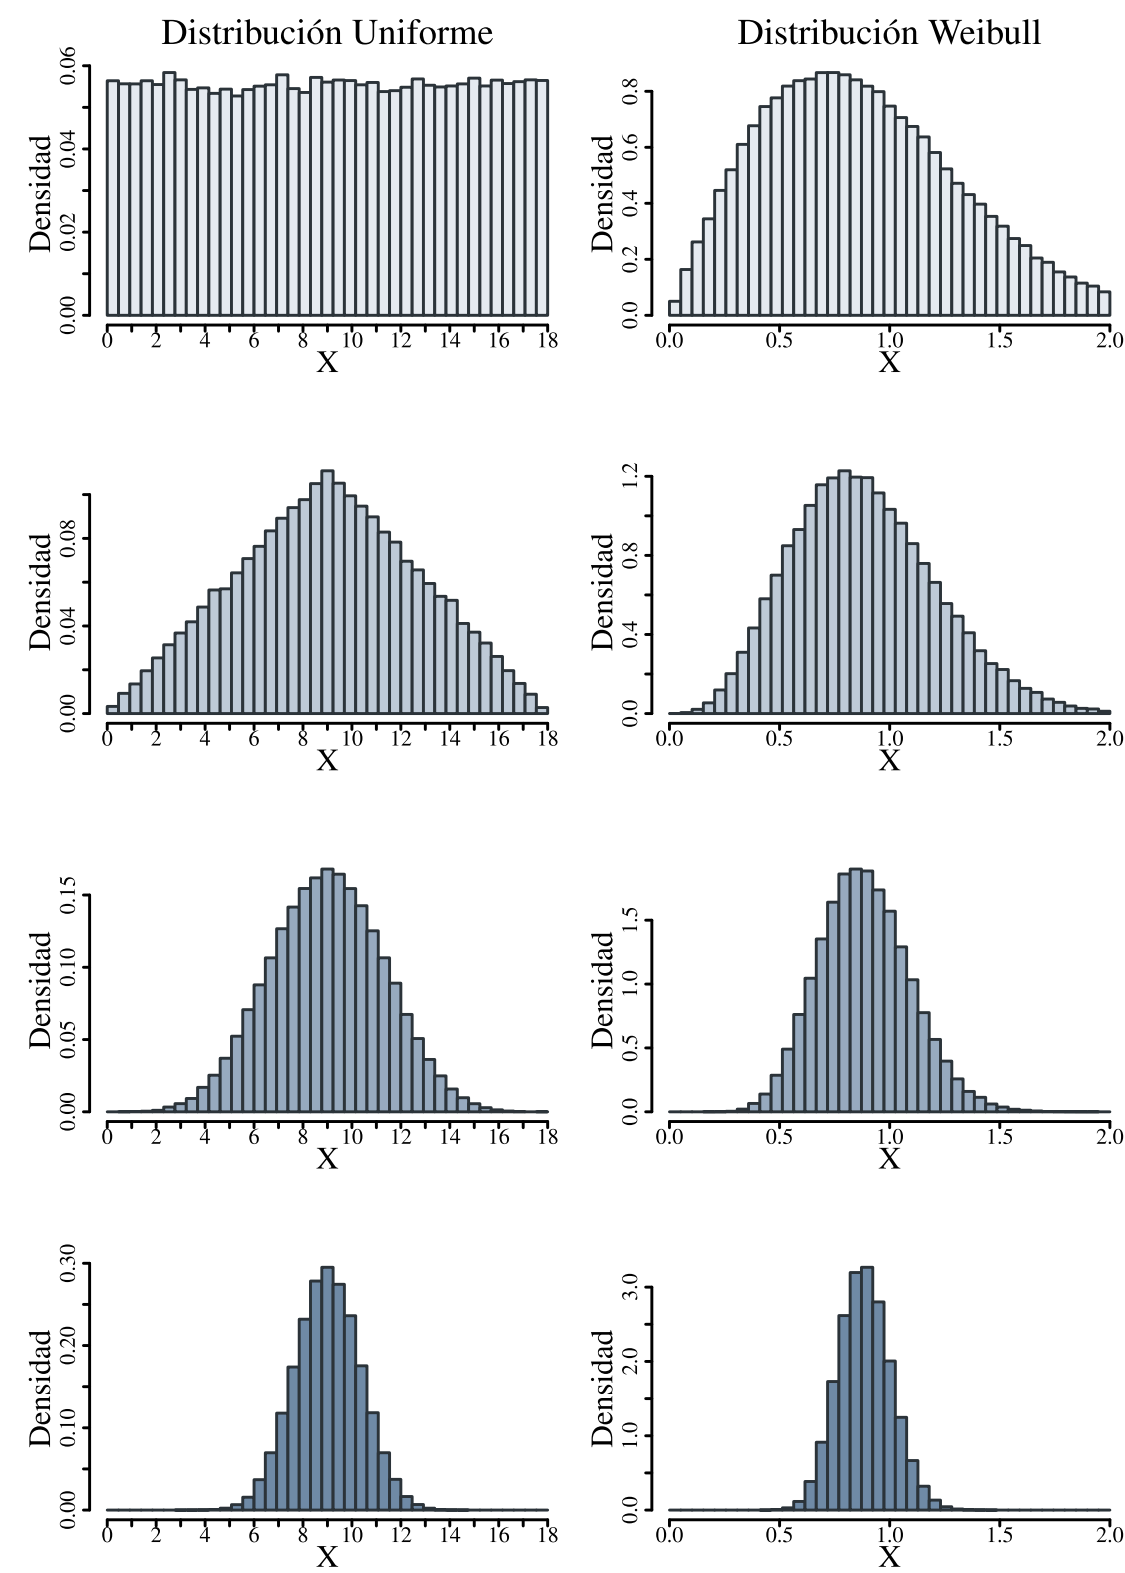 Distribución Uniforme
Densidad
0.00 0.02 0.04 0.06
0 2 4 6 8 10 12 14 16 18
X
Distribución Weibull
Densidad
0.0 0.2 0.4 0.6 0.8
0.0 0.5 1.0 1.5 2.0
X
Densidad
0.00 0.04 0.08
0 2 4 6 8 10 12 14 16 18
X
Densidad
0.0 0.4 0.8 1.2
0.0 0.5 1.0 1.5 2.0
X
Densidad
0.00 0.05 0.10 0.15
0 2 4 6 8 10 12 14 16 18
X
Densidad
0.0 0.5 1.0 1.5
0.0 0.5 1.0 1.5 2.0
X
Densidad
0.00 0.10 0.20 0.30
0 2 4 6 8 10 12 14 16 18
X
Densidad
0.0 1.0 2.0 3.0
0.0 0.5 1.0 1.5 2.0
X